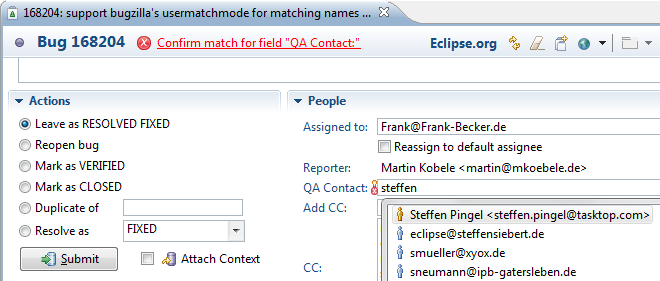 168204: support bugzilla's usermatchmode for matching names ...
Bug 168204 Confirm match for field "QA Contact:" Eclipse.org
Actions
Leave as RESOLVED FIXED
Reopen bug
Mark as VERIFIED
Mark as CLOSED
Duplicate of
Resolve as FIXED
Submit Attach Context
People
Assigned to: Frank@Frank-Becker.de
Reassign to default assignee
Reporter: Martin Kobele <martin@mkoebele.de>
QA Contact: steffen
Add CC:
Steffen Pingel <steffen.pingel@tasktop.com>
eclipse@steffensiebert.de
smueller@xyox.de
CC: sneumann@ipb-gatersleben.de